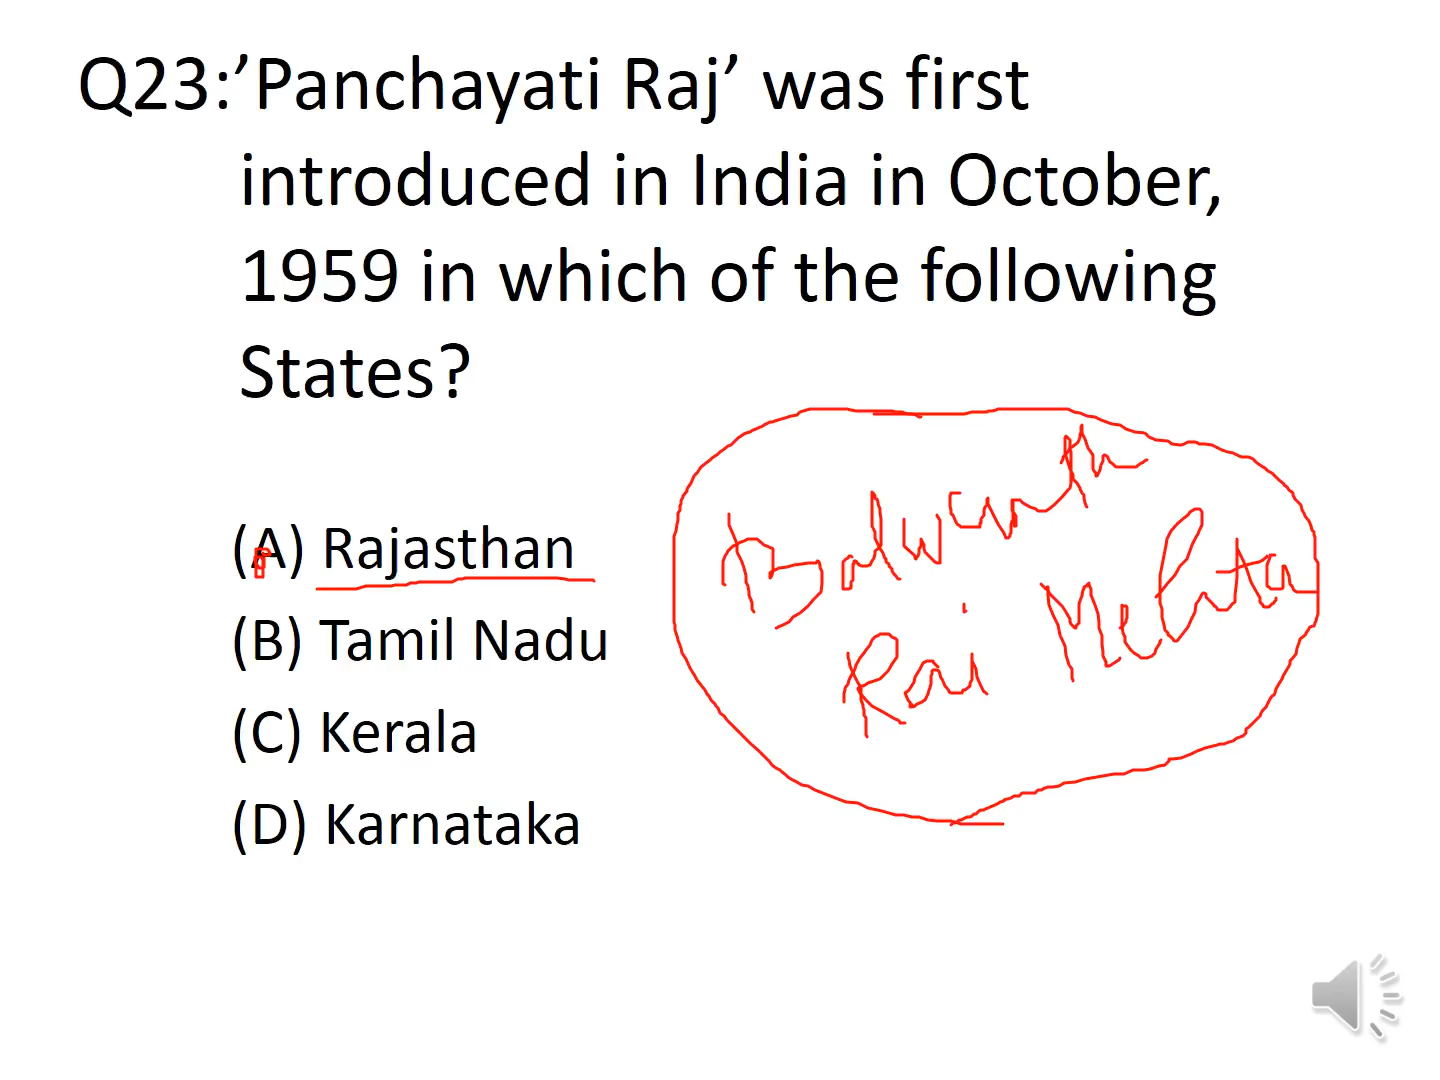 Q23:’Panchayati Raj’ was first
introduced in India in October,
1959 in which of the following
States?
(A) Rajasthan
(B) Tamil Nadu
(C) Kerala
(D) Karnataka
Balwanth
Rai Mehta